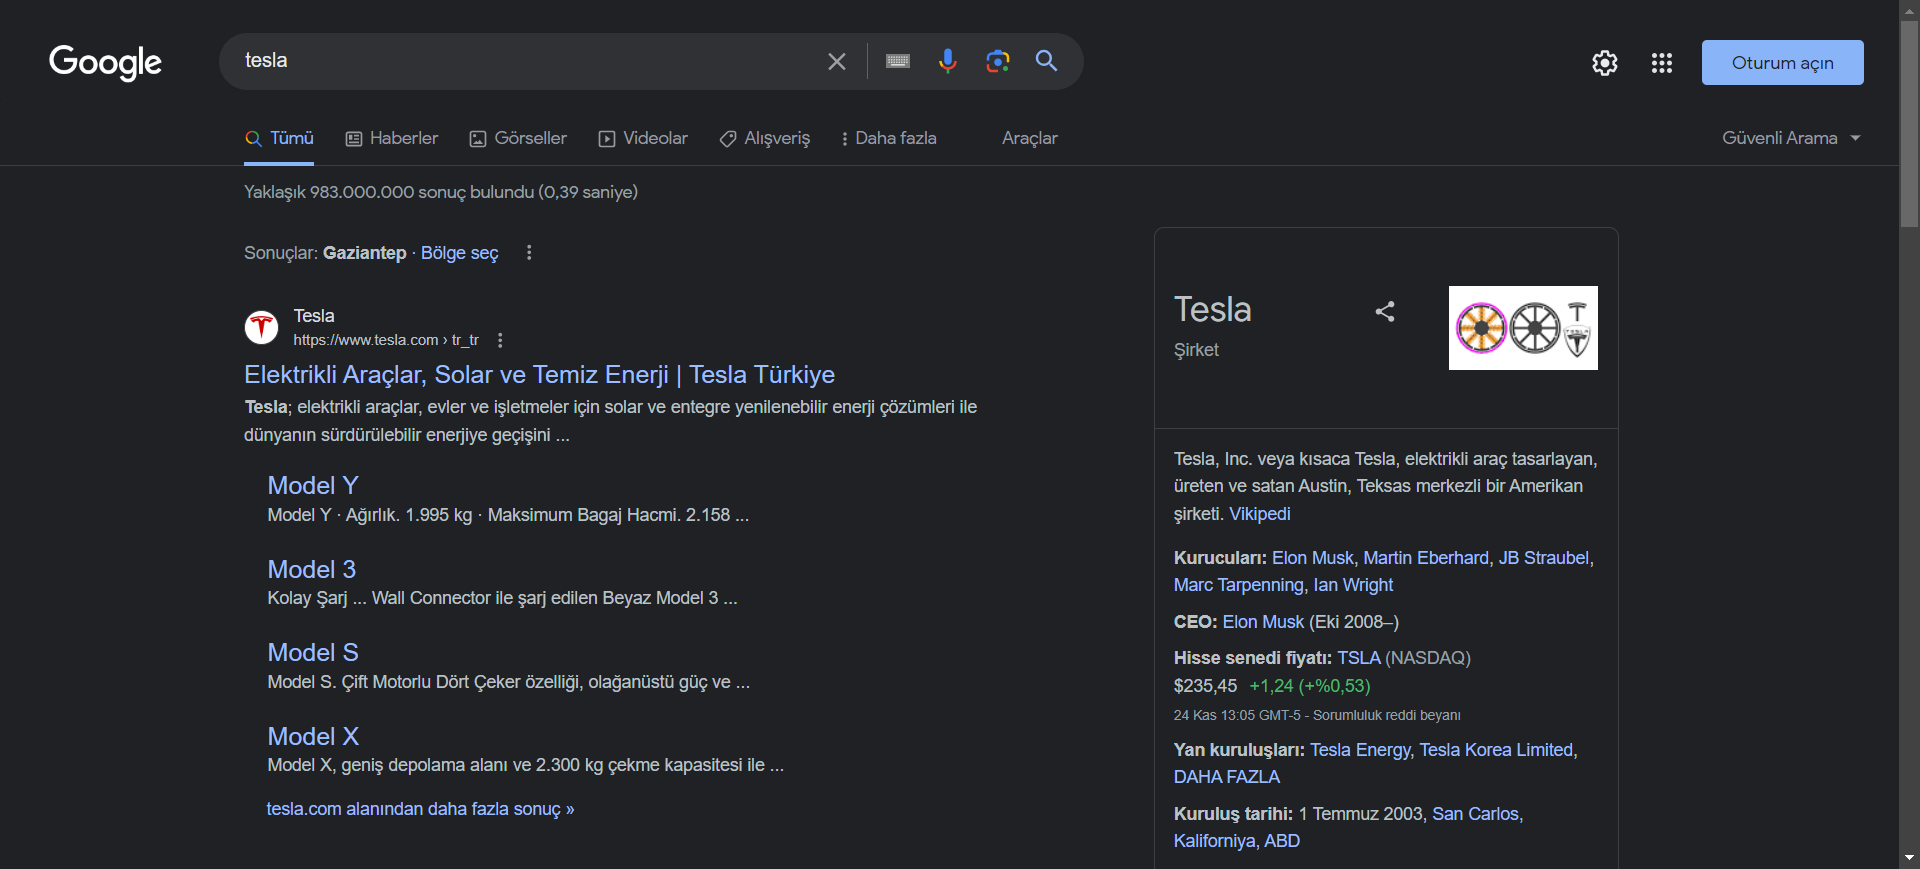 Google
tesla
Oturum açın
Tümü
Haberler
Görseller
Videolar
Alışveriş
Daha fazla
Araçlar
Güvenli Arama
Yaklaşık 983.000.000 sonuç bulundu (0,39 saniye)
Sonuçlar: Gaziantep · Bölge seç
Tesla
https://www.tesla.com › tr_tr
Elektrikli Araçlar, Solar ve Temiz Enerji | Tesla Türkiye
Tesla; elektrikli araçlar, evler ve işletmeler için solar ve entegre yenilenebilir enerji çözümleri ile
dünyanın sürdürülebilir enerjiye geçişini ...
Model Y
Model Y · Ağırlık. 1.995 kg · Maksimum Bagaj Hacmi. 2.158 ...
Model 3
Kolay Şarj ... Wall Connector ile şarj edilen Beyaz Model 3 ...
Model S
Model S. Çift Motorlu Dört Çeker özelliği, olağanüstü güç ve ...
Model X
Model X, geniş depolama alanı ve 2.300 kg çekme kapasitesi ile ...
tesla.com alanından daha fazla sonuç »
Tesla
Şirket
Tesla, Inc. veya kısaca Tesla, elektrikli araç tasarlayan,
üreten ve satan Austin, Teksas merkezli bir Amerikan
şirketi. Vikipedi
Kurucuları: Elon Musk, Martin Eberhard, JB Straubel,
Marc Tarpenning, Ian Wright
CEO: Elon Musk (Eki 2008–)
Hisse senedi fiyatı: TSLA (NASDAQ)
$235,45 +1,24 (+%0,53)
24 Kas 13:05 GMT-5 - Sorumluluk reddi beyanı
Yan kuruluşları: Tesla Energy, Tesla Korea Limited,
DAHA FAZLA
Kuruluş tarihi: 1 Temmuz 2003, San Carlos,
Kaliforniya, ABD